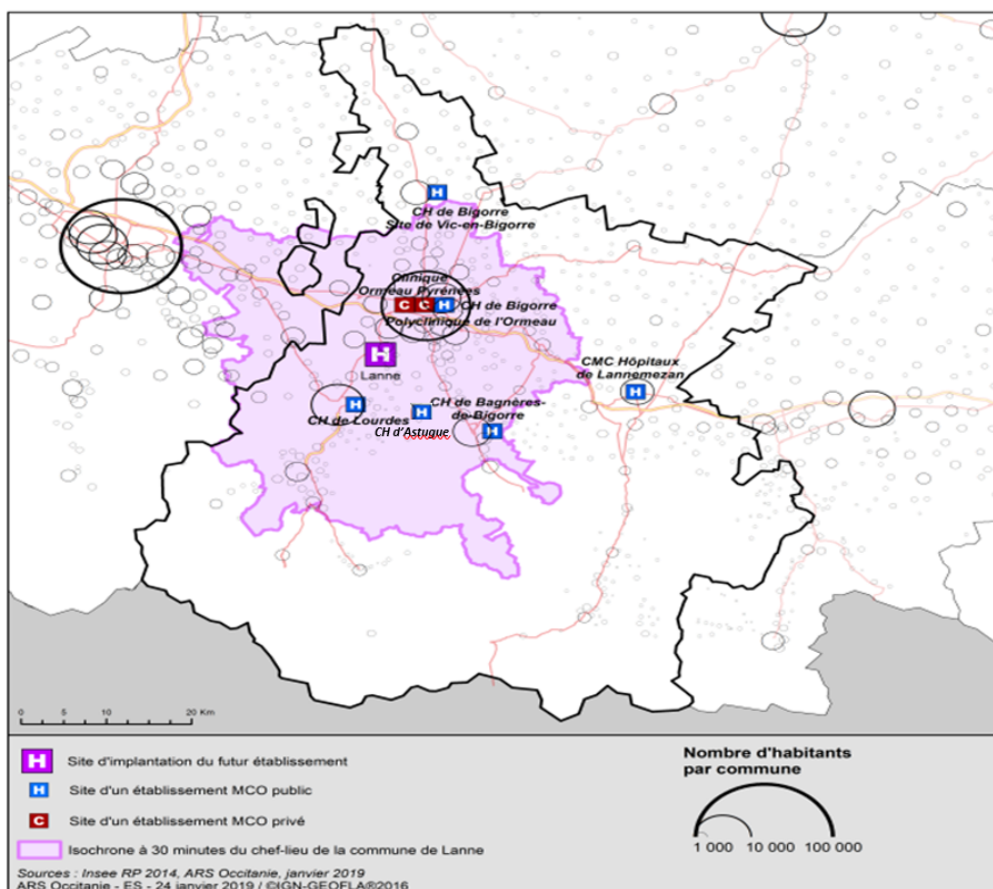 CH de Bigorre
Site de Vic-en-Bigorre
Clinique
Ormeau Pyrénées
CH de Bigorre
Polyclinique de l'Ormeau
Lanne
CMC Hôpitaux
de Lannemezan
CH de Bagnères-
de-Bigorre
CH de Lourdes
CH d'Astugue
H
H
C
C
H
H
H
H
H
0 5 10 20 Km
H Site d'implantation du futur établissement
H Site d'un établissement MCO public
C Site d'un établissement MCO privé
Isochrone à 30 minutes du chef-lieu de la commune de Lanne
Nombre d'habitants
par commune
1 000 10 000 100 000
Sources : Insee RP 2014, ARS Occitanie, janvier 2019
ARS Occitanie - ES - 24 janvier 2019 / ©IGN-GEOFLA®2016